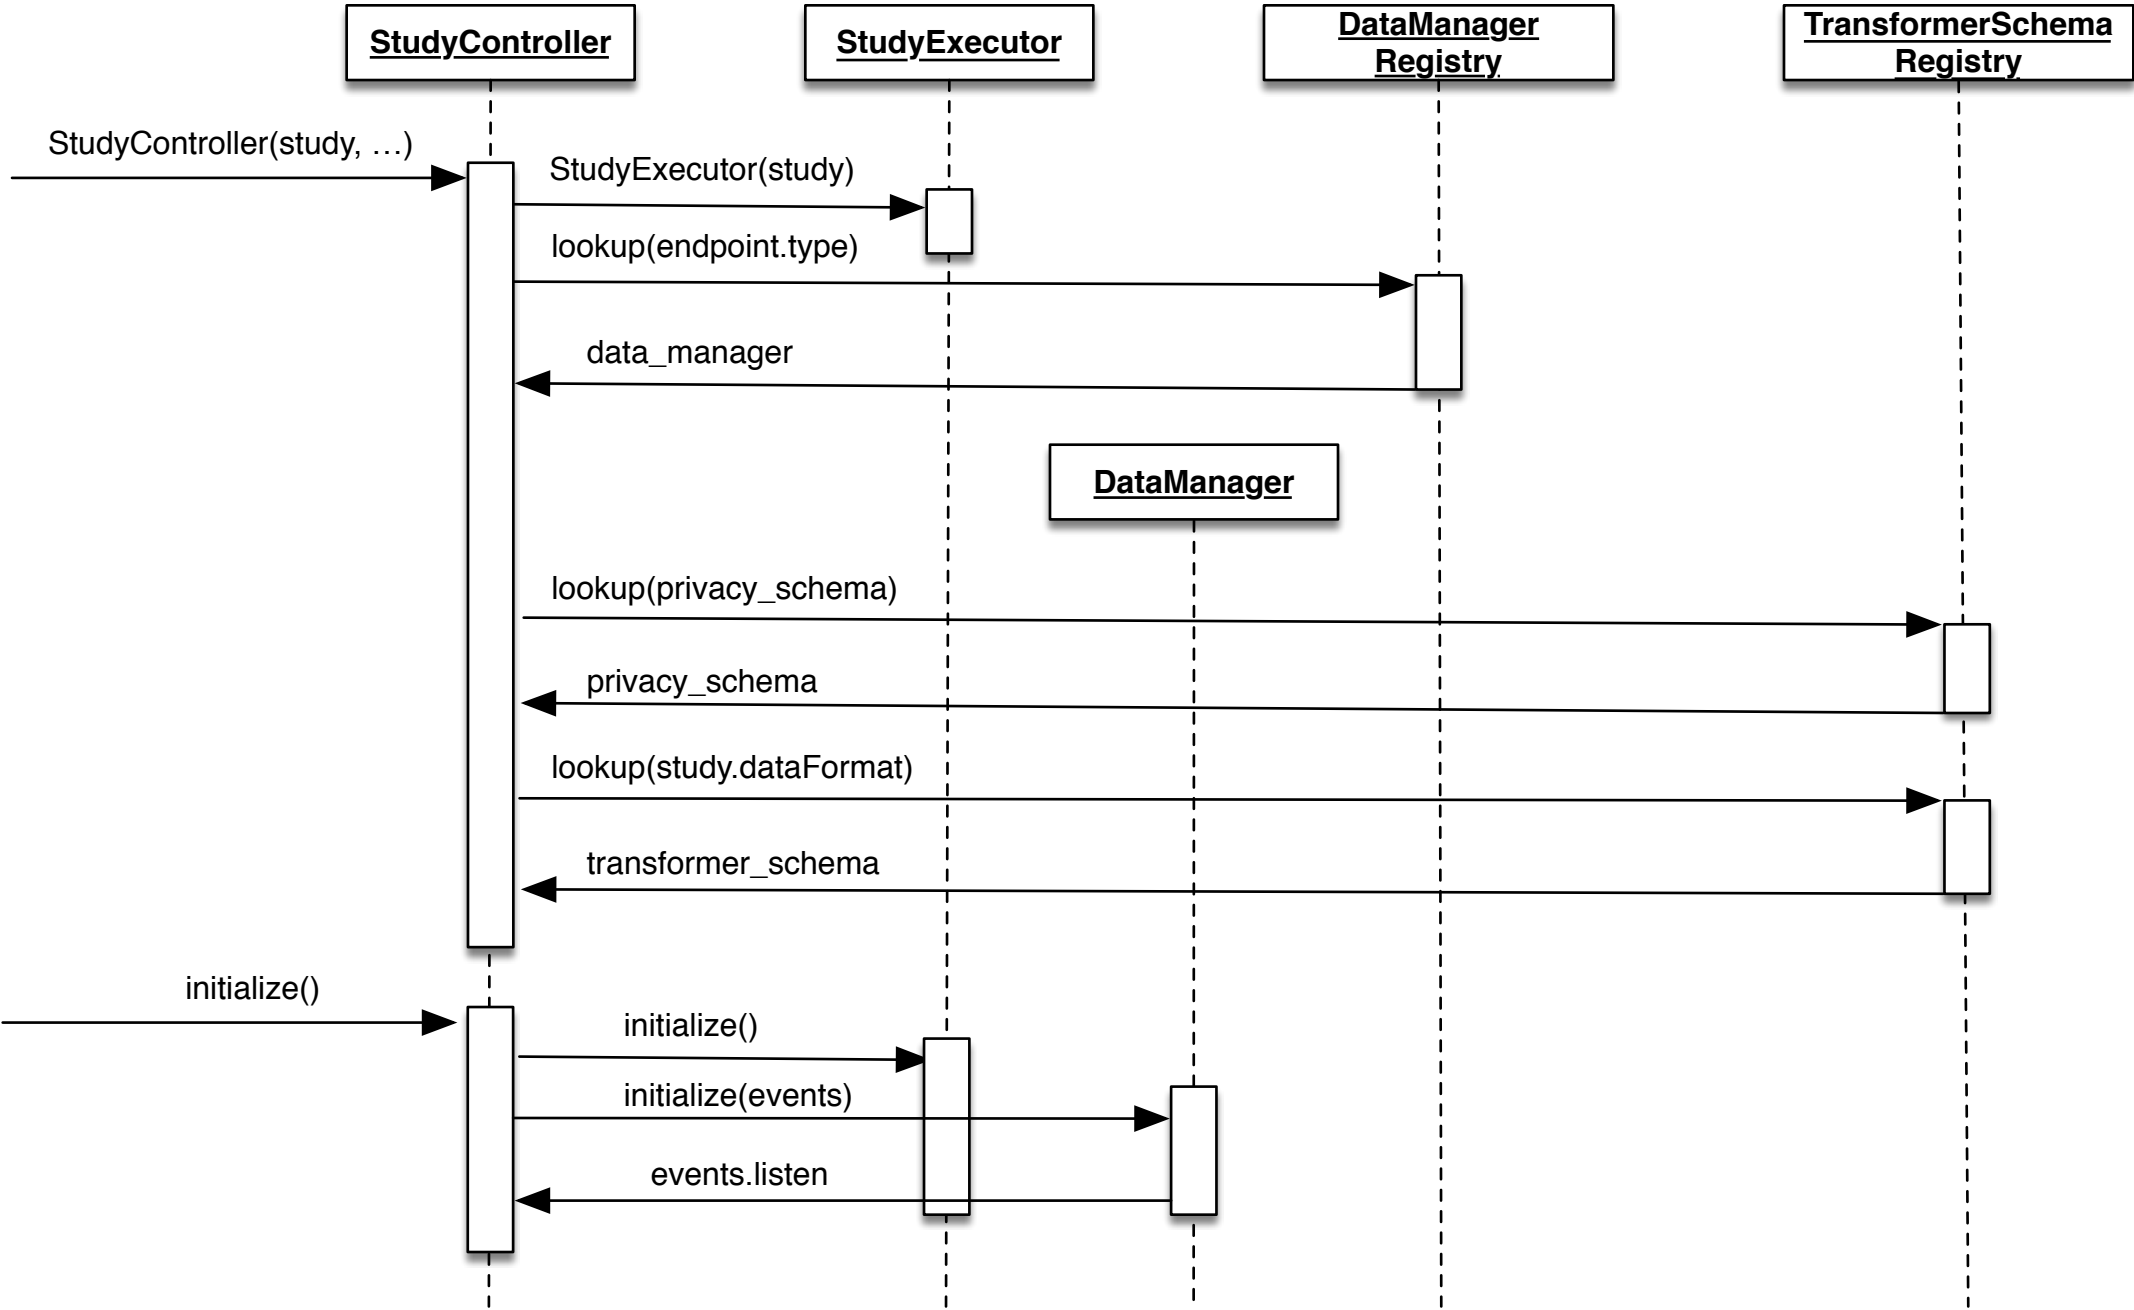 StudyController
StudyExecutor
DataManager
Registry
TransformerSchema
Registry
StudyController(study, …)
StudyExecutor(study)
lookup(endpoint.type)
data_manager
DataManager
lookup(privacy_schema)
privacy_schema
lookup(study.dataFormat)
transformer_schema
initialize()
initialize()
initialize(events)
events.listen